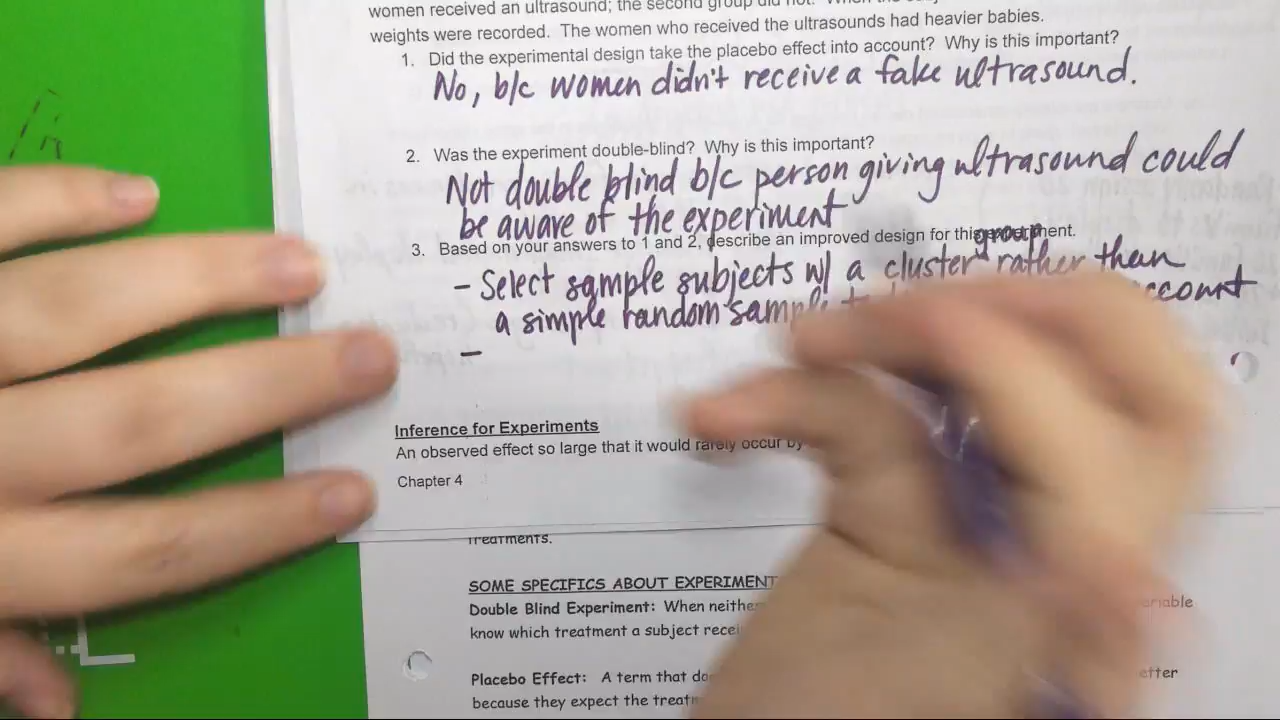 women received an ultrasound; the second group did not. When the
weights were recorded. The women who received the ultrasounds had heavier babies.
1. Did the experimental design take the placebo effect into account? Why is this important?
No, b/c women didn't receive a fake ultrasound.
2. Was the experiment double-blind? Why is this important?
Not double blind b/c person giving ultrasound could
be aware of the experiment
3. Based on your answers to 1 and 2, describe an improved design for this
group
- Select sample subjects w/ a cluster rather than
a simple random sample account
-
Inference for Experiments
An observed effect so large that it would rarely occur by
Chapter 4
Treatments.
SOME SPECIFICS ABOUT EXPERIMENT
Double Blind Experiment: When neithe
know which treatment a subject recei
Placebo Effect: A term that
because they expect the treat